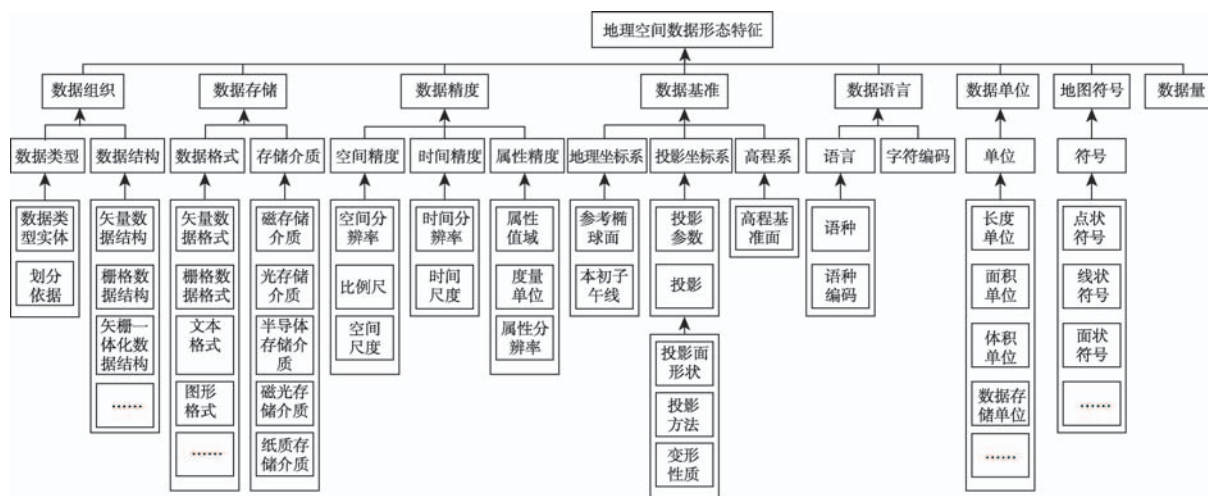 地理空间数据形态特征
数据组织
数据存储
数据精度
数据基准
数据语言
数据单位
地图符号
数据量
数据类型
数据结构
数据格式
存储介质
空间精度
时间精度
属性精度
地理坐标系
投影坐标系
高程系
语言
字符编码
单位
符号
数据类
型实体
划分
依据
矢量数
据结构
栅格数
据结构
矢栅一
体化数
据结构
……
矢量数
据格式
栅格数
据格式
文本
格式
图形
格式
……
磁存储
介质
光存储
介质
半导体
存储介
质
磁光存
储介质
纸质存
储介质
空间分
辨率
比例尺
空间
尺度
时间分
辨率
时间
尺度
属性
值域
度量
单位
属性分
辨率
参考椭
球面
本初子
午线
投影
参数
投影
投影面
形状
投影
方法
变形
性质
高程基
准面
语种
语种
编码
长度
单位
面积
单位
体积
单位
数据存
储单位
……
点状
符号
线状
符号
面状
符号
……